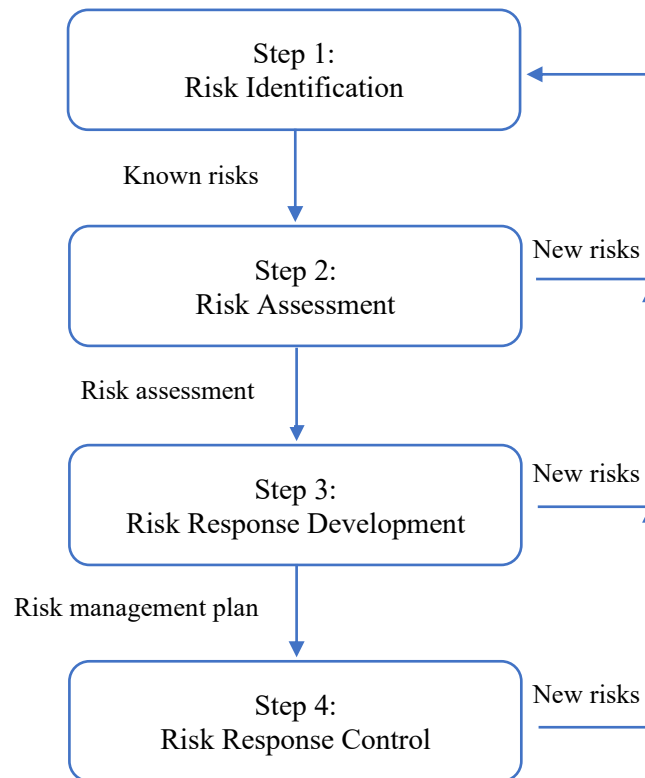 Step 1:
Risk Identification
Known risks
Step 2:
Risk Assessment
New risks
Risk assessment
Step 3:
Risk Response Development
New risks
Risk management plan
Step 4:
Risk Response Control
New risks